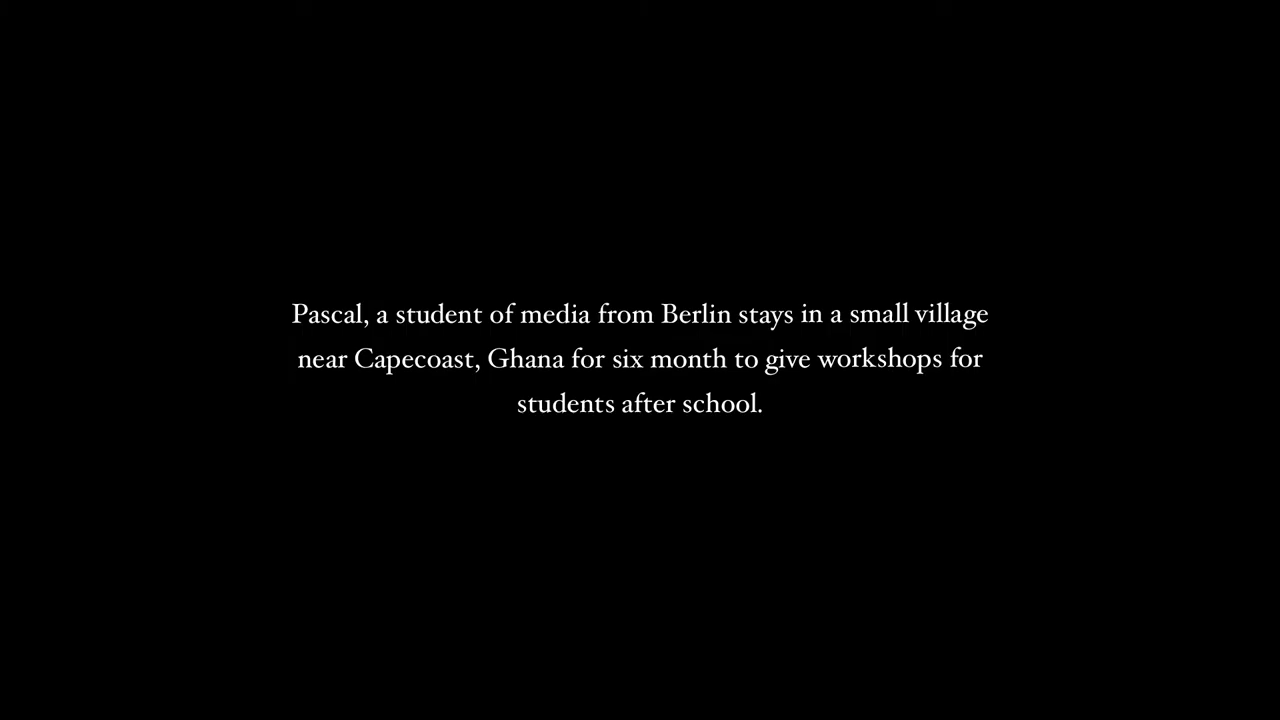 Pascal, a student of media from Berlin stays in a small village
near Capecoast, Ghana for six month to give workshops for
students after school.